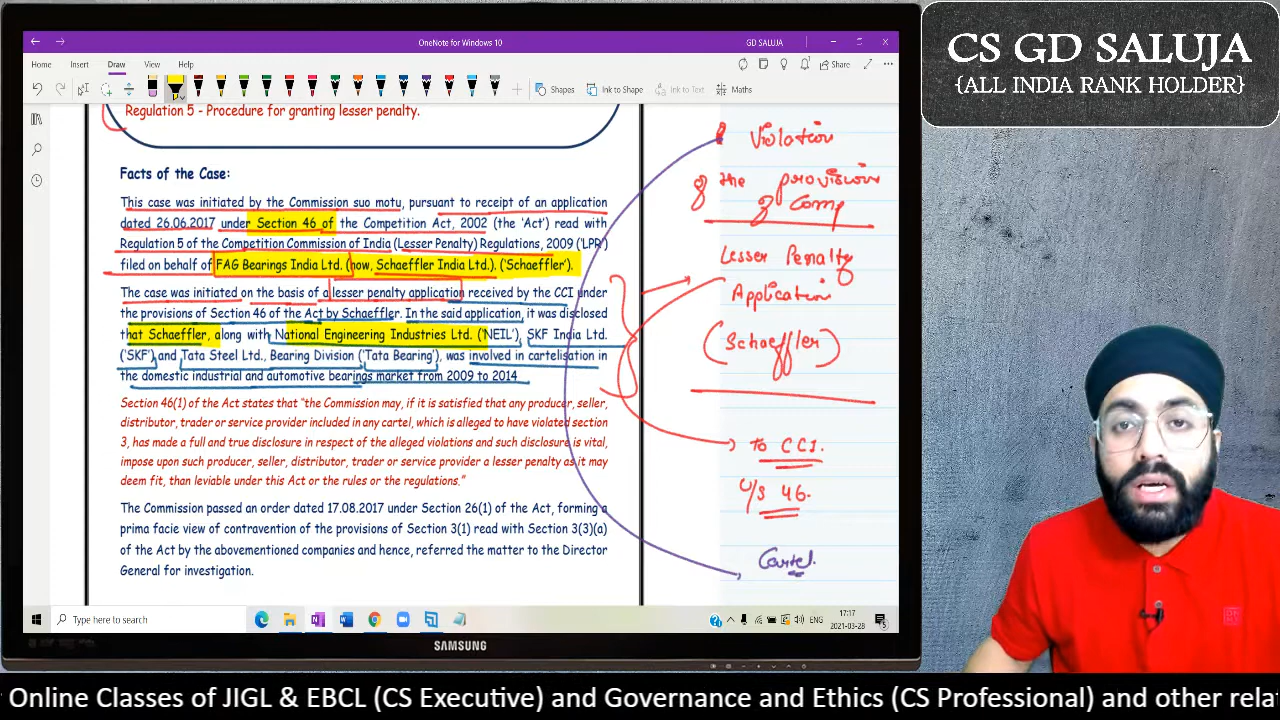 OneNote for Windows 10
GD SALUJA
Home
Insert
Draw
View
Help
Share
Shapes
Ink to Shape
Ink to Text
Maths
Regulation 5 - Procedure for granting lesser penalty.
Facts of the Case:
This case was initiated by the Commission suo motu, pursuant to receipt of an application
dated 26.06.2017 under Section 46 of the Competition Act, 2002 (the 'Act') read with
Regulation 5 of the Competition Commission of India (Lesser Penalty) Regulations, 2009 ('LPR')
filed on behalf of FAG Bearings India Ltd. (now, Schaeffler India Ltd.). ('Schaeffler').
The case was initiated on the basis of a lesser penalty application received by the CCI under
the provisions of Section 46 of the Act by Schaeffler. In the said application, it was disclosed
that Schaeffler, along with National Engineering Industries Ltd. ('NEIL'), SKF India Ltd.
('SKF') and Tata Steel Ltd., Bearing Division ('Tata Bearing'), was involved in cartelisation in
the domestic industrial and automotive bearings market from 2009 to 2014
Section 46(1) of the Act states that "the Commission may, if it is satisfied that any producer, seller,
distributor, trader or service provider included in any cartel, which is alleged to have violated section
3, has made a full and true disclosure in respect of the alleged violations and such disclosure is vital,
impose upon such producer, seller, distributor, trader or service provider a lesser penalty as it may
deem fit, than leviable under this Act or the rules or the regulations."
The Commission passed an order dated 17.08.2017 under Section 26(1) of the Act, forming a
prima facie view of contravention of the provisions of Section 3(1) read with Section 3(3)(a)
of the Act by the abovementioned companies and hence, referred the matter to the Director
General for investigation.
Violation
of the provision
of Comp
Lesser Penalty
Application
(Schaeffler)
To CCI.
U/S 46.
Cartel.
Type here to search
ENG
17:17
2021-03-28
SAMSUNG
CS GD SALUJA
{ALL INDIA RANK HOLDER}
Online Classes of JIGL & EBCL (CS Executive) and Governance and Ethics (CS Professional) and other rela